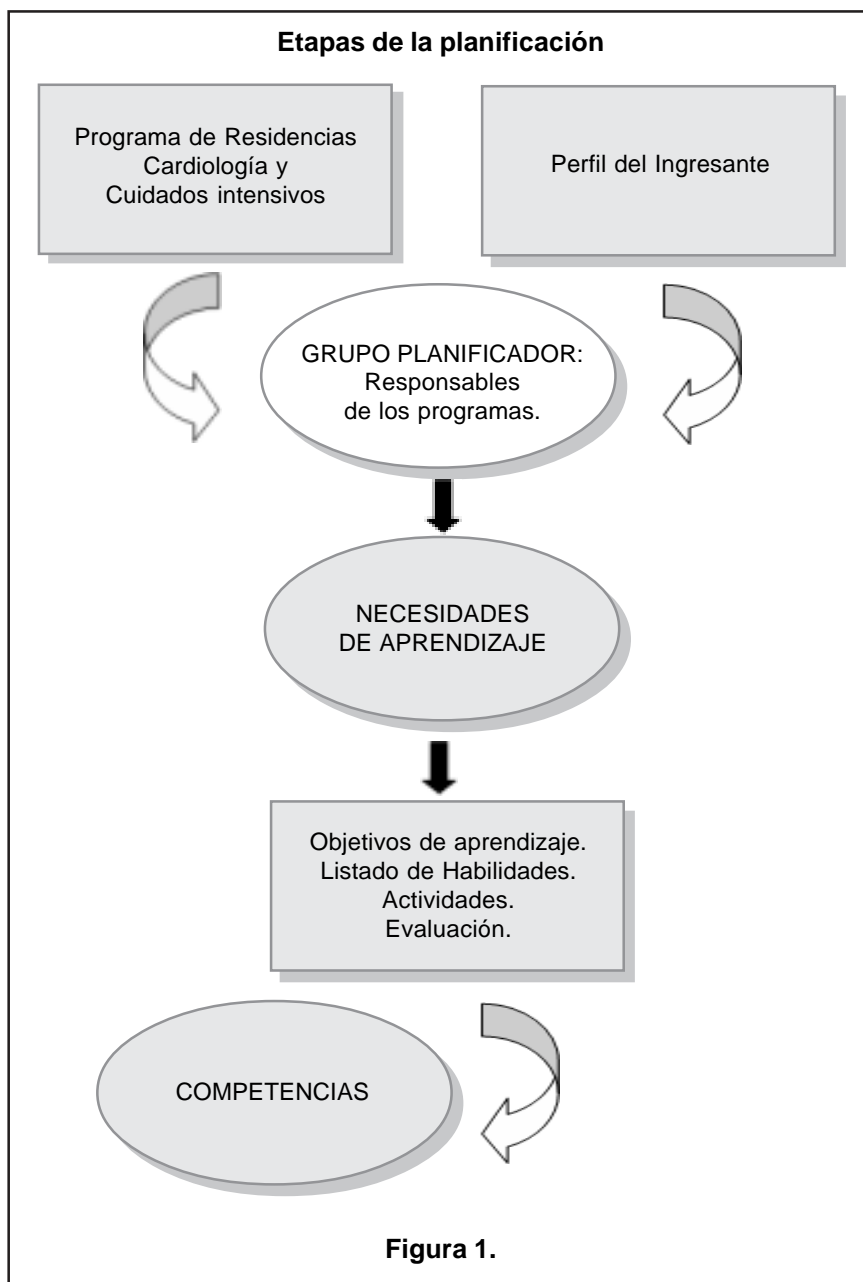 Etapas de la planificación
Programa de Residencias
Cardiología y
Cuidados intensivos
Perfil del Ingresante
GRUPO PLANIFICADOR:
Responsables
de los programas.
NECESIDADES
DE APRENDIZAJE
Objetivos de aprendizaje.
Listado de Habilidades.
Actividades.
Evaluación.
COMPETENCIAS
Figura 1.